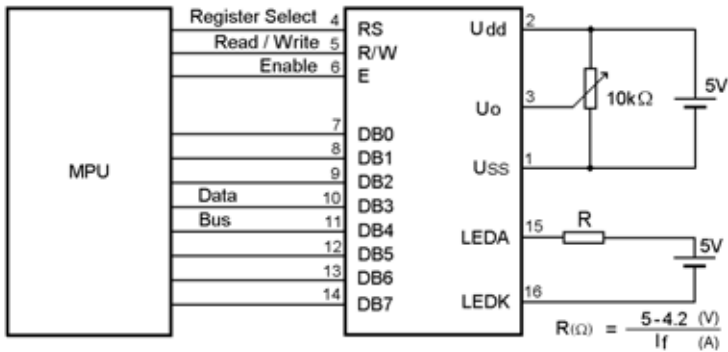 Register Select 4 RS
Read / Write 5 R/W
Enable 6 E
7 DB0
8 DB1
9 DB2
Data 10 DB3
Bus 11 DB4
12 DB5
13 DB6
14 DB7
MPU
Udd 2
Uo 3
10kΩ
5V
USS 1
LEDA 15 R
5V
LEDK 16
R(Ω) = 5-4.2 (V)
If (A)